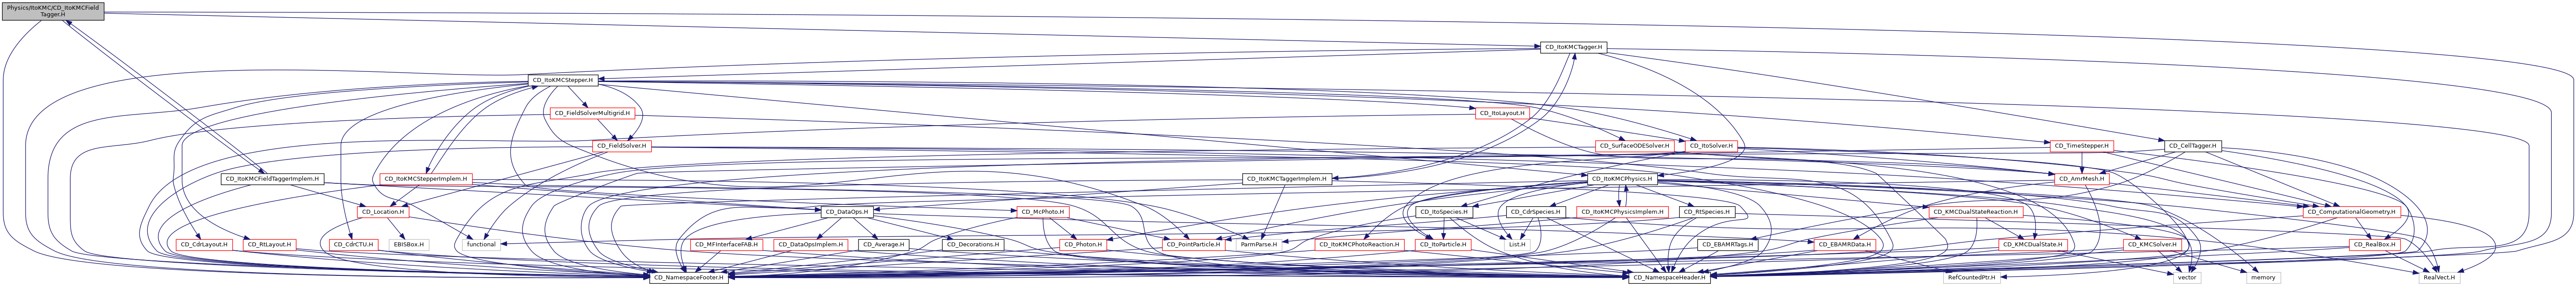 Physics/ItoKMC/CD_ItoKMCField
Tagger.H
CD_ItoKMCTagger.H
CD_ItoKMCStepper.H
CD_FieldSolverMultigrid.H
CD_ItoLayout.H
CD_FieldSolver.H
CD_SurfaceODESolver.H
CD_ItoSolver.H
CD_TimeStepper.H
CD_CellTagger.H
CD_ItoKMCFieldTaggerImplem.H
CD_ItoKMCStepperImplem.H
CD_ItoKMCTaggerImplem.H
CD_ItoKMCPhysics.H
CD_AmrMesh.H
CD_Location.H
CD_DataOps.H
CD_McPhoto.H
CD_ItoSpecies.H
CD_CdrSpecies.H
CD_ItoKMCPhysicsImplem.H
CD_RtSpecies.H
CD_KMCDualStateReaction.H
CD_ComputationalGeometry.H
CD_CdrLayout.H
CD_RtLayout.H
CD_CdrCTU.H
EBISBox.H
functional
CD_MFInterfaceFAB.H
CD_DataOpsImplem.H
CD_Average.H
CD_Decorations.H
CD_Photon.H
CD_PointParticle.H
ParmParse.H
CD_ItoKMCPhotoReaction.H
CD_ItoParticle.H
List.H
CD_EBAMRTags.H
CD_EBAMRData.H
CD_KMCDualState.H
CD_KMCSolver.H
CD_RealBox.H
CD_NamespaceFooter.H
CD_NamespaceHeader.H
RefCountedPtr.H
vector
memory
RealVect.H